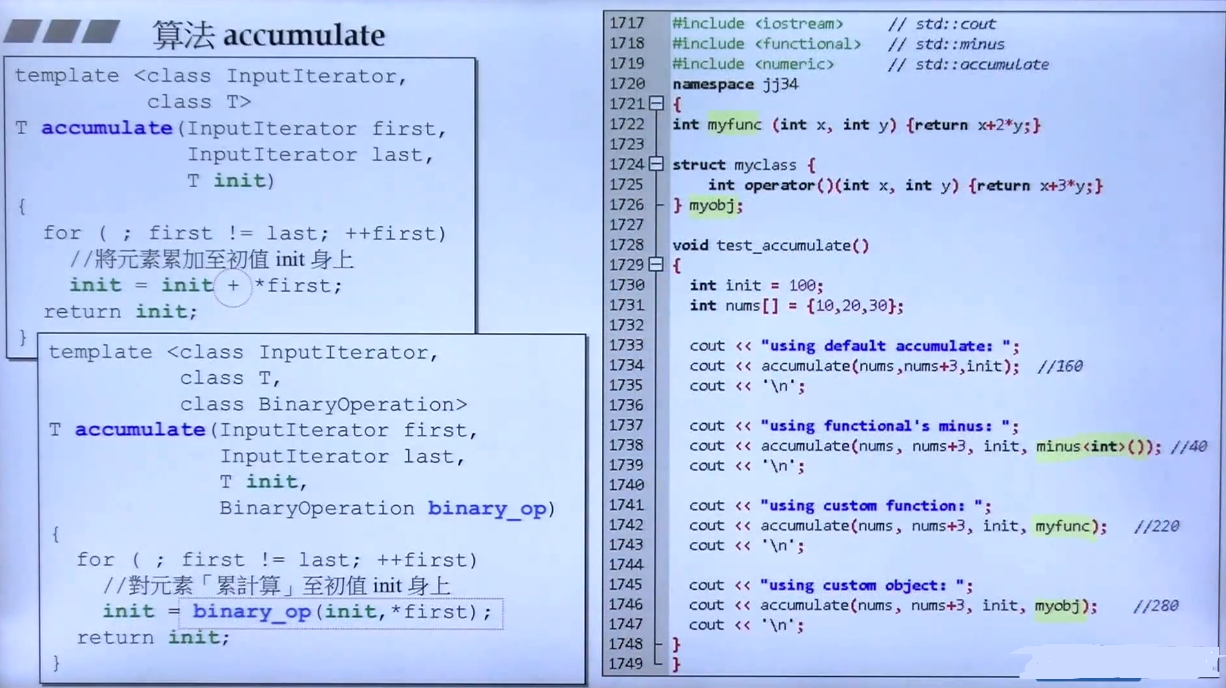 算法 accumulate
template <class InputIterator,
class T>
T accumulate(InputIterator first,
InputIterator last,
T init)
{
for ( ; first != last; ++first)
//將元素累加至初值 init 身上
init = init + *first;
return init;
}
template <class InputIterator,
class T,
class BinaryOperation>
T accumulate(InputIterator first,
InputIterator last,
T init,
BinaryOperation binary_op)
{
for ( ; first != last; ++first)
//對元素「累計算」至初值 init 身上
init = binary_op(init,*first);
return init;
}
1717 #include <iostream> // std::cout
1718 #include <functional> // std::minus
1719 #include <numeric> // std::accumulate
1720 namespace jj34
1721 {
1722 int myfunc (int x, int y) {return x+2*y;}
1723
1724 struct myclass {
1725 int operator()(int x, int y) {return x+3*y;}
1726 } myobj;
1727
1728 void test_accumulate()
1729 {
1730 int init = 100;
1731 int nums[] = {10,20,30};
1732
1733 cout << "using default accumulate: ";
1734 cout << accumulate(nums,nums+3,init); //160
1735 cout << '\n';
1736
1737 cout << "using functional's minus: ";
1738 cout << accumulate(nums, nums+3, init, minus<int>()); //40
1739 cout << '\n';
1740
1741 cout << "using custom function: ";
1742 cout << accumulate(nums, nums+3, init, myfunc); //220
1743 cout << '\n';
1744
1745 cout << "using custom object: ";
1746 cout << accumulate(nums, nums+3, init, myobj); //280
1747 cout << '\n';
1748 }
1749 }